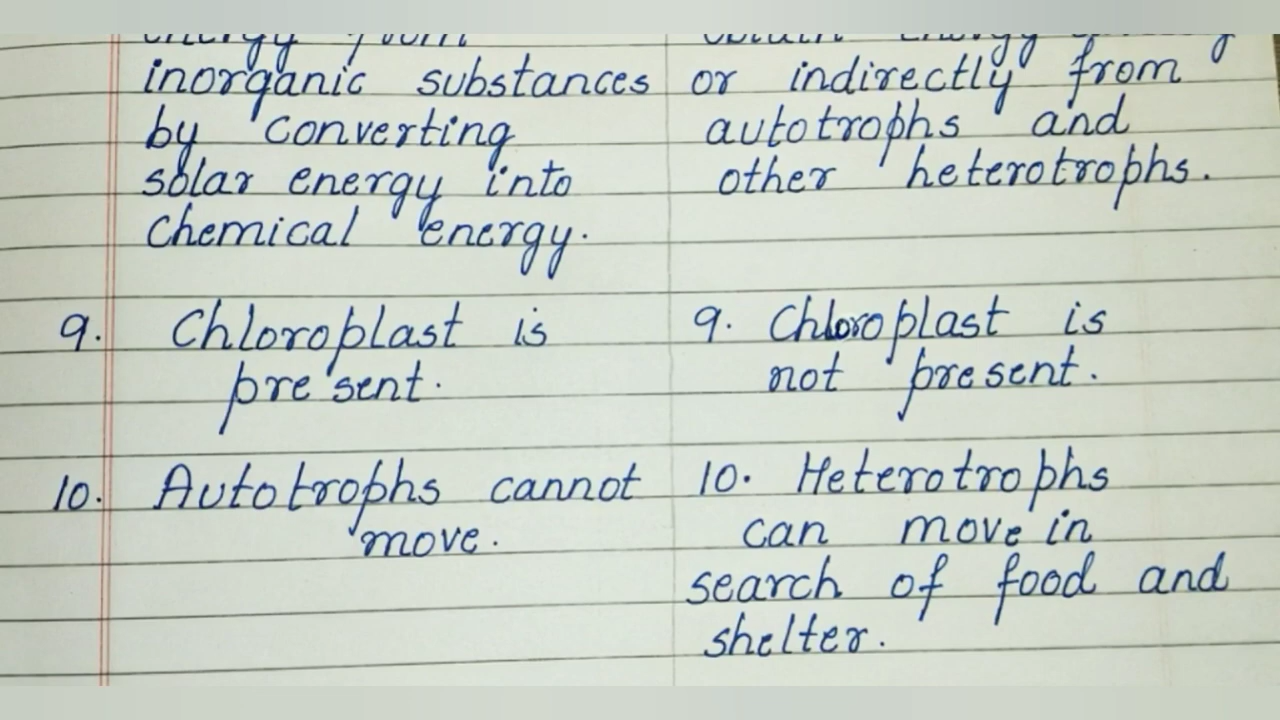 inorganic substances
by converting
solar energy into
Chemical energy.
9. Chloroplast is
present.
10. Autotrophs cannot
move.
or indirectly from
autotrophs and
other heterotrophs.
9. Chloroplast is
not present.
10. Heterotrophs
can move in
search of food and
shelter.